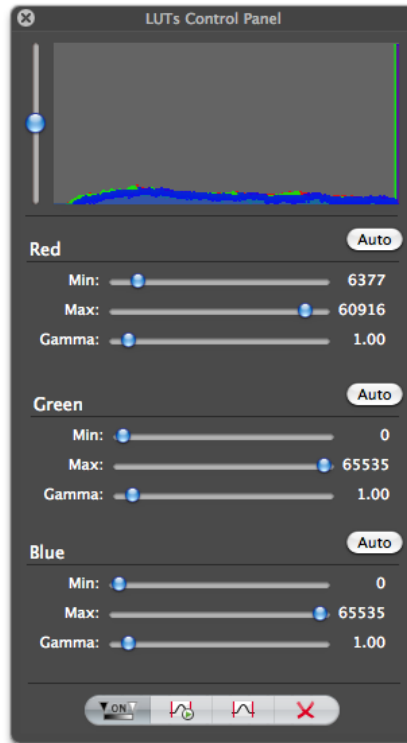 LUTs Control Panel
Red
Auto
Min: 6377
Max: 60916
Gamma: 1.00
Green
Auto
Min: 0
Max: 65535
Gamma: 1.00
Blue
Auto
Min: 0
Max: 65535
Gamma: 1.00
ON